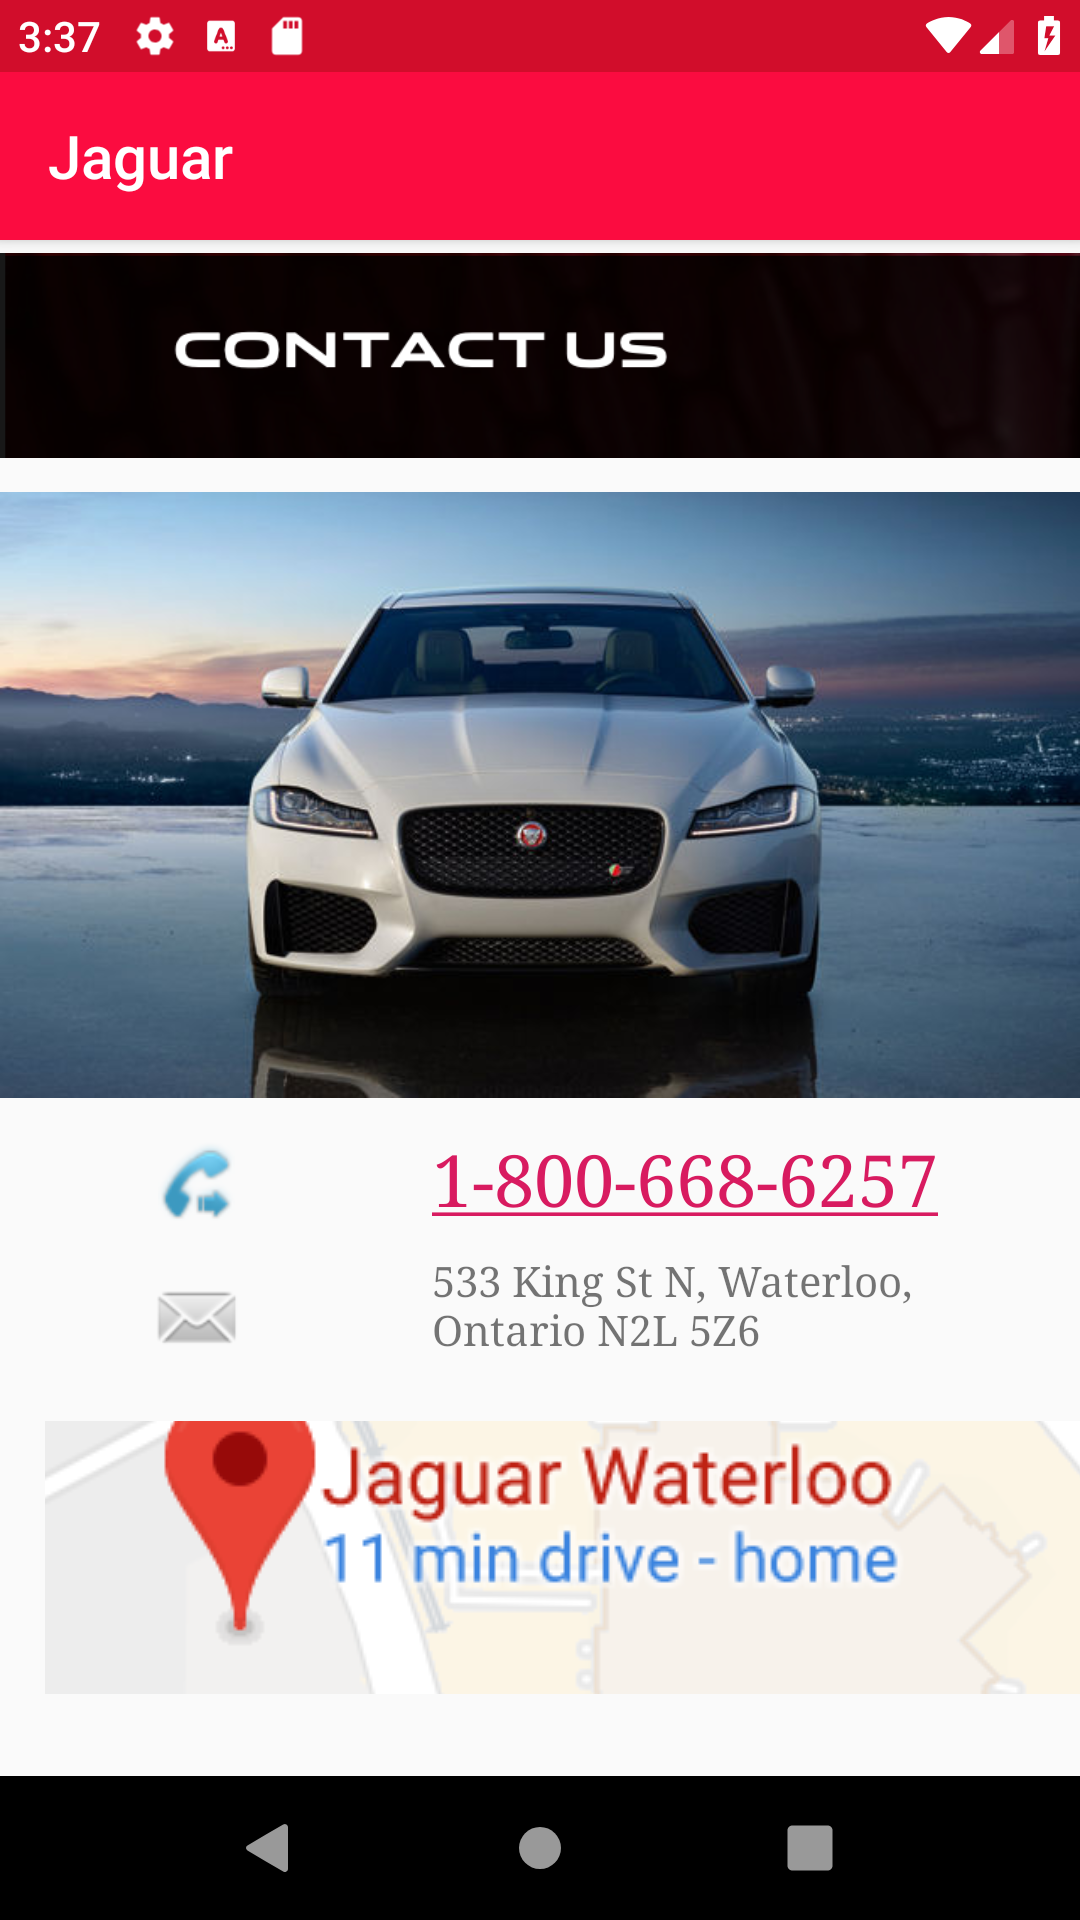 3:37
Jaguar
CONTACT US
1-800-668-6257
533 King St N, Waterloo,
Ontario N2L 5Z6
Jaguar Waterloo
11 min drive - home